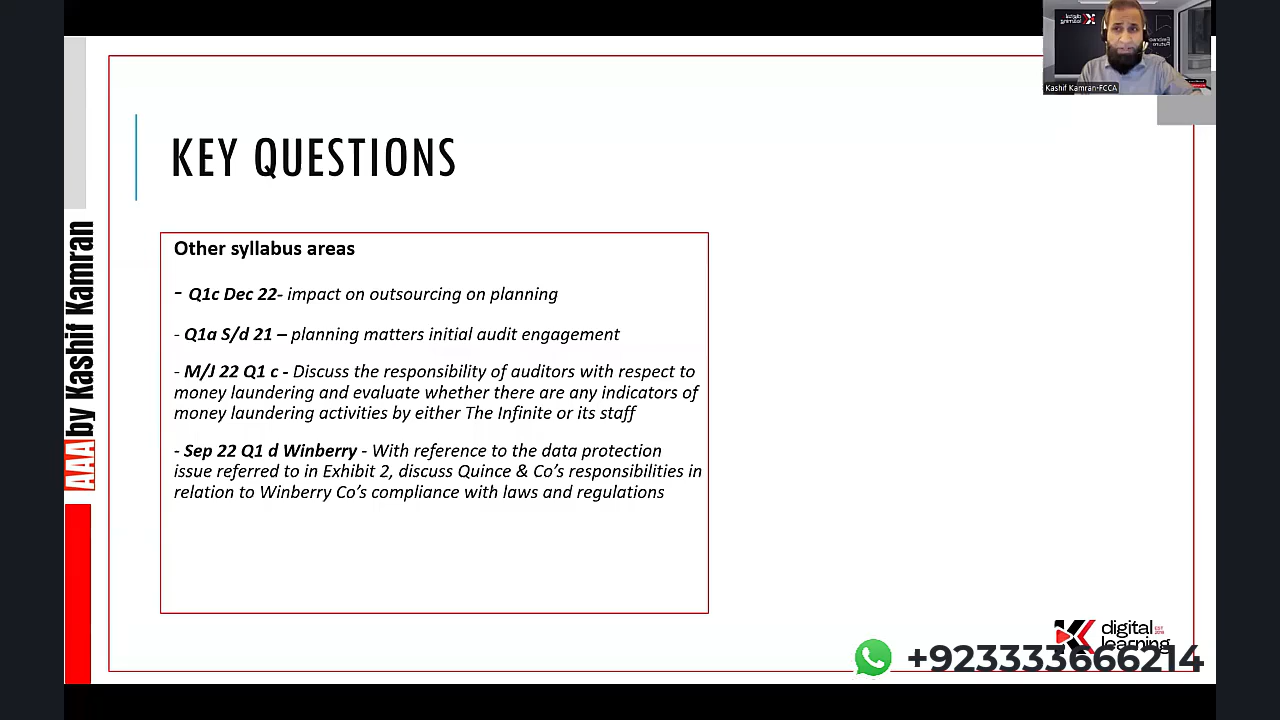 Kashif Kamran-FCCA
KEY QUESTIONS
AAA by Kashif Kamran
Other syllabus areas
- Q1c Dec 22- impact on outsourcing on planning
- Q1a S/d 21 – planning matters initial audit engagement
- M/J 22 Q1 c - Discuss the responsibility of auditors with respect to
money laundering and evaluate whether there are any indicators of
money laundering activities by either The Infinite or its staff
- Sep 22 Q1 d Winberry - With reference to the data protection
issue referred to in Exhibit 2, discuss Quince & Co’s responsibilities in
relation to Winberry Co’s compliance with laws and regulations
digital
learning
+923333666214